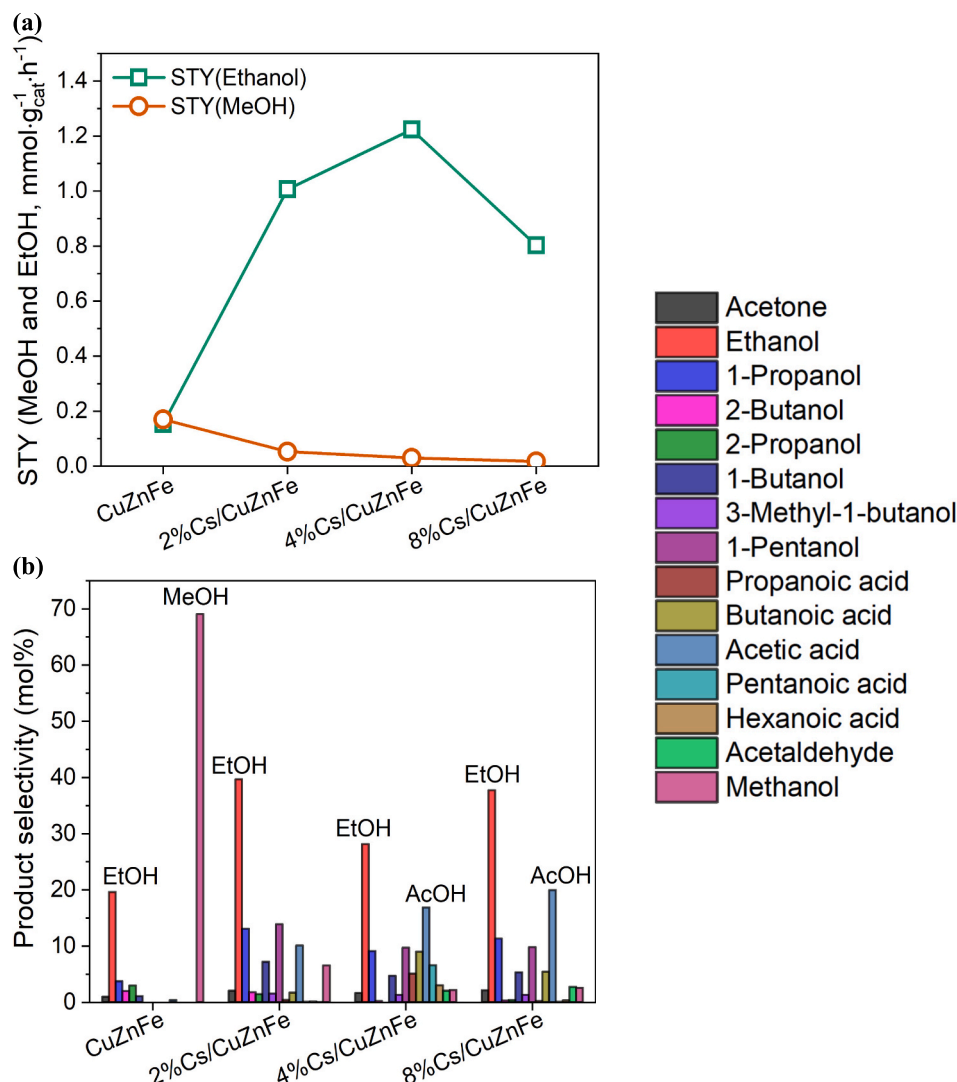 (a)
STY (MeOH and EtOH, mmol·g⁻¹cat·h⁻¹)
1.4
1.2
1.0
0.8
0.6
0.4
0.2
0.0
STY(Ethanol)
STY(MeOH)
CuZnFe
2%Cs/CuZnFe
4%Cs/CuZnFe
8%Cs/CuZnFe
(b)
Product selectivity (mol%)
70
60
50
40
30
20
10
0
EtOH
MeOH
EtOH
EtOH
AcOH
EtOH
AcOH
CuZnFe
2%Cs/CuZnFe
4%Cs/CuZnFe
8%Cs/CuZnFe
Acetone
Ethanol
1-Propanol
2-Butanol
2-Propanol
1-Butanol
3-Methyl-1-butanol
1-Pentanol
Propanoic acid
Butanoic acid
Acetic acid
Pentanoic acid
Hexanoic acid
Acetaldehyde
Methanol